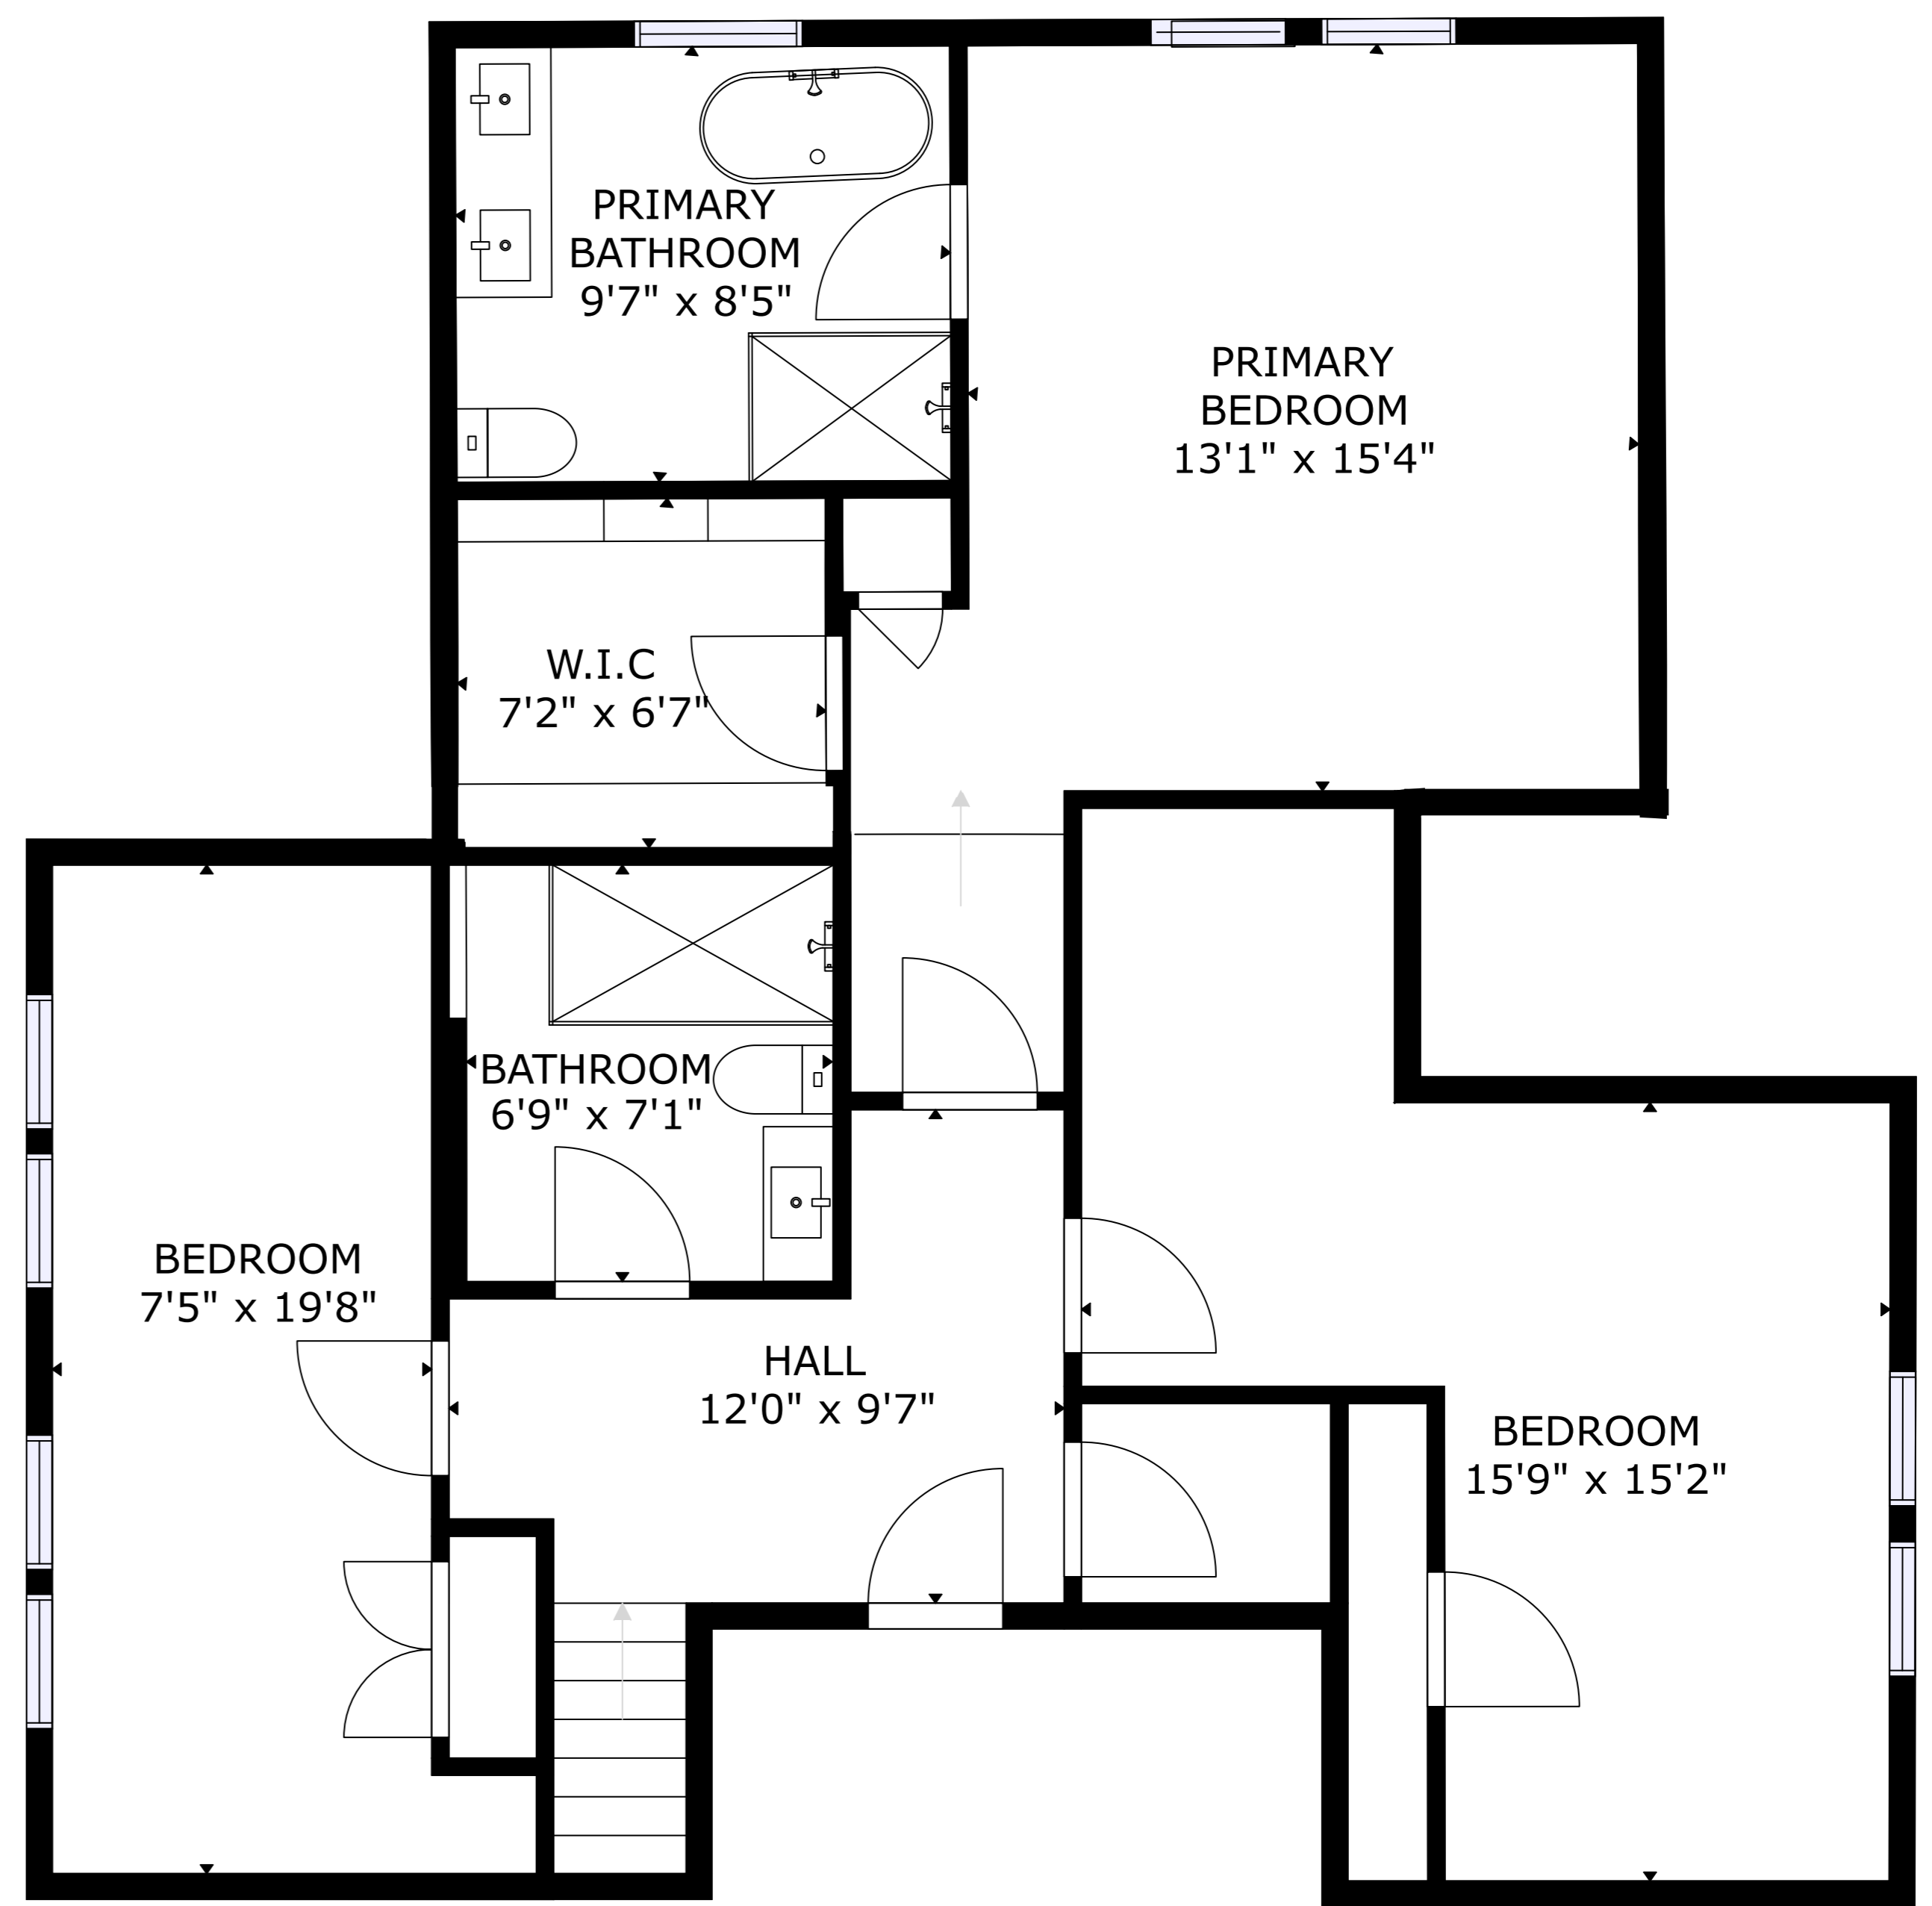 PRIMARY
BATHROOM
9'7" x 8'5"
PRIMARY
BEDROOM
13'1" x 15'4"
W.I.C
7'2" x 6'7"
BATHROOM
6'9" x 7'1"
BEDROOM
7'5" x 19'8"
HALL
12'0" x 9'7"
BEDROOM
15'9" x 15'2"